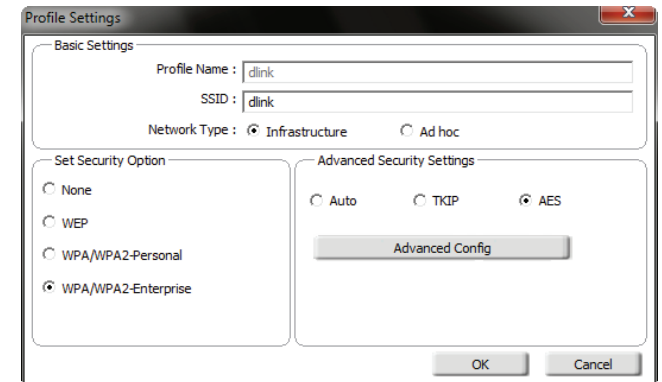 Profile Settings
x
Basic Settings
Profile Name : dlink
SSID : dlink
Network Type : Infrastructure Ad hoc
Set Security Option
None
WEP
WPA/WPA2-Personal
WPA/WPA2-Enterprise
Advanced Security Settings
Auto TKIP AES
Advanced Config
OK Cancel